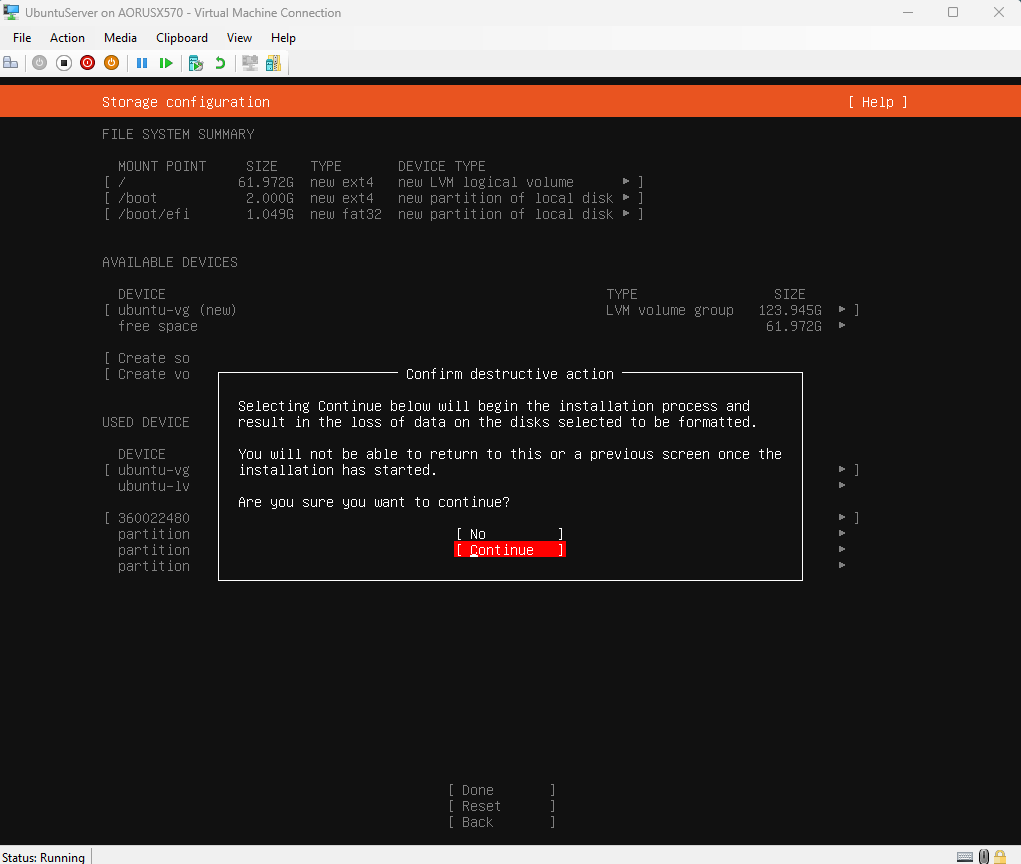 UbuntuServer on AORUSX570 - Virtual Machine Connection
File Action Media Clipboard View Help
Storage configuration [ Help ]
FILE SYSTEM SUMMARY
MOUNT POINT SIZE TYPE DEVICE TYPE
[ / 61.972G new ext4 new LVM logical volume ▸ ]
[ /boot 2.000G new ext4 new partition of local disk ▸ ]
[ /boot/efi 1.049G new fat32 new partition of local disk ▸ ]
AVAILABLE DEVICES
DEVICE TYPE SIZE
[ ubuntu-vg (new) LVM volume group 123.945G ▸ ]
free space 61.972G ▸
[ Create so
[ Create vo
Confirm destructive action
Selecting Continue below will begin the installation process and
result in the loss of data on the disks selected to be formatted.
You will not be able to return to this or a previous screen once the
installation has started.
Are you sure you want to continue?
[ No ]
[ Continue ]
USED DEVICE
DEVICE
[ ubuntu-vg ▸ ]
ubuntu-lv ▸
[ 360022480 ▸ ]
partition ▸
partition ▸
partition ▸
[ Done ]
[ Reset ]
[ Back ]
Status: Running